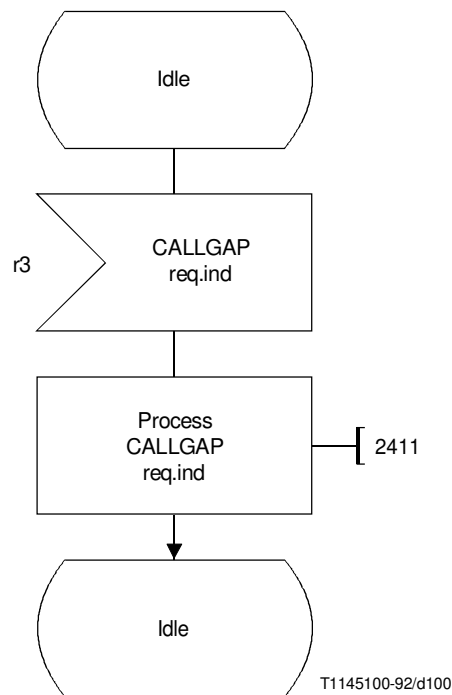 Idle
r3
CALLGAP
req.ind
Process
CALLGAP
req.ind
2411
Idle
T1145100-92/d100